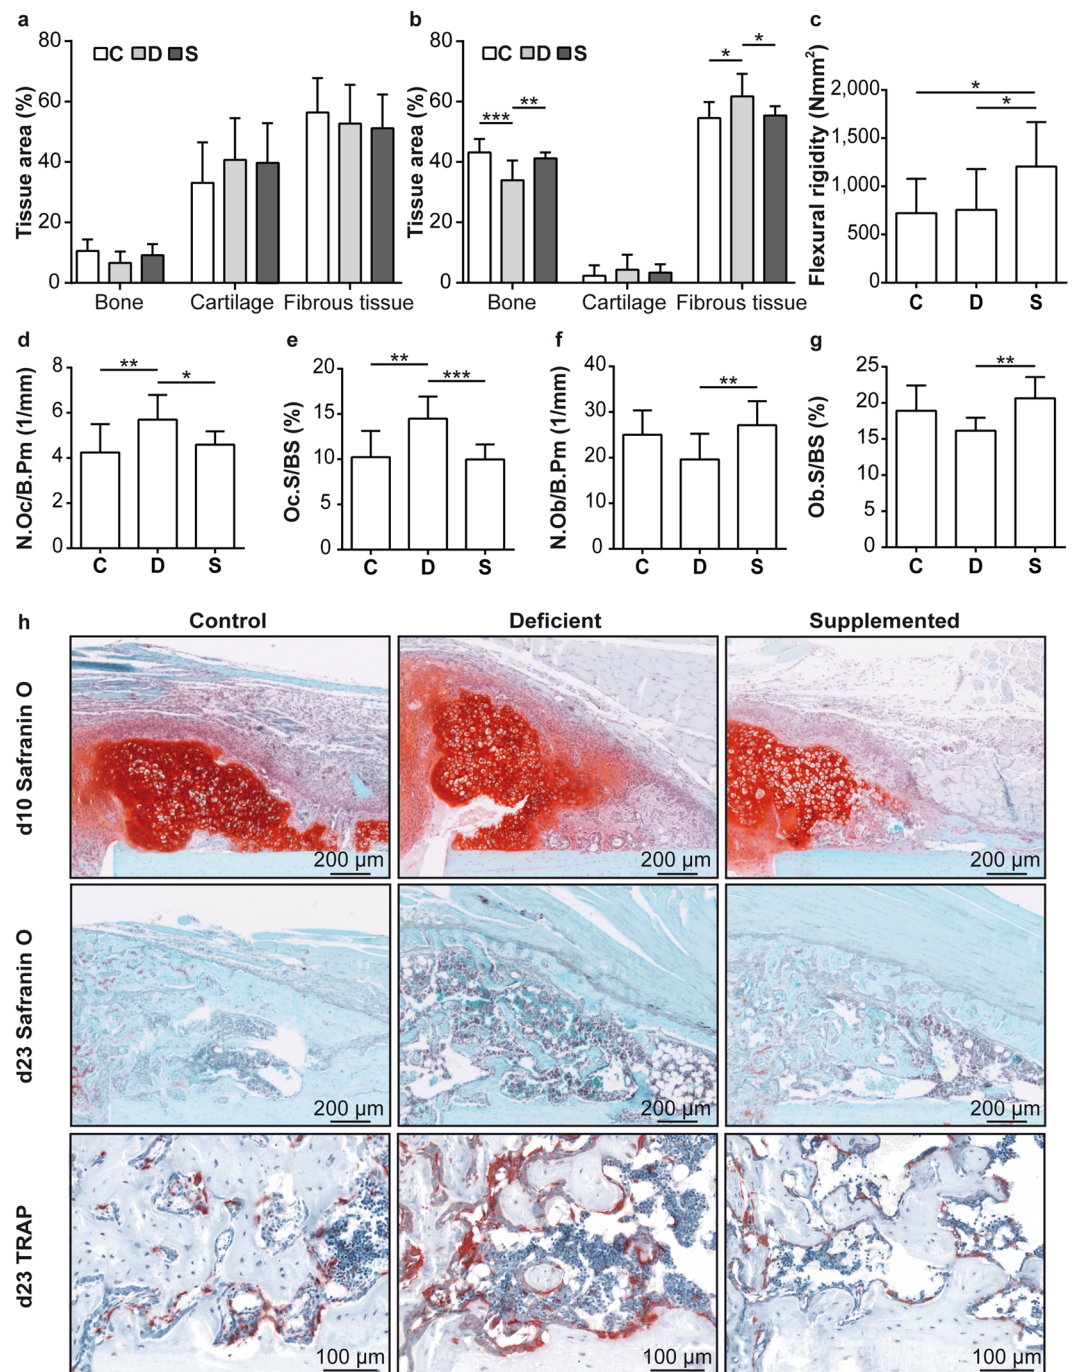 a
80
60
40
20
0
Tissue area (%)
C D S
Bone Cartilage Fibrous tissue
b
80
60
40
20
0
Tissue area (%)
C D S
*** ** * *
Bone Cartilage Fibrous tissue
c
2,000
1,500
1,000
500
0
Flexural rigidity (Nmm²)
*
*
C D S
d
8
6
4
2
0
N.Oc/B.Pm (1/mm)
** *
C D S
e
20
15
10
5
0
Oc.S/BS (%)
** ***
C D S
f
40
30
20
10
0
N.Ob/B.Pm (1/mm)
**
C D S
g
25
20
15
10
5
0
Ob.S/BS (%)
**
C D S
h
Control Deficient Supplemented
d10 Safranin O
200 µm 200 µm 200 µm
d23 Safranin O
200 µm 200 µm 200 µm
d23 TRAP
100 µm 100 µm 100 µm